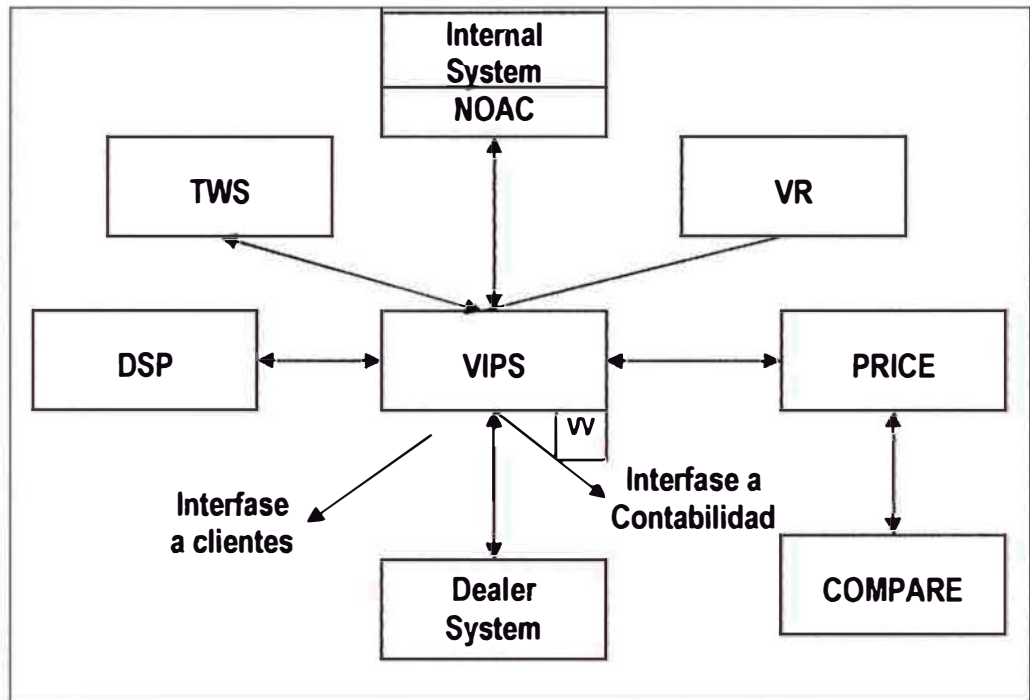 Internal
System
NOAC
TWS
VR
DSP
VIPS
PRICE
VV
Interfase
a clientes
Interfase a
Contabilidad
Dealer
System
COMPARE